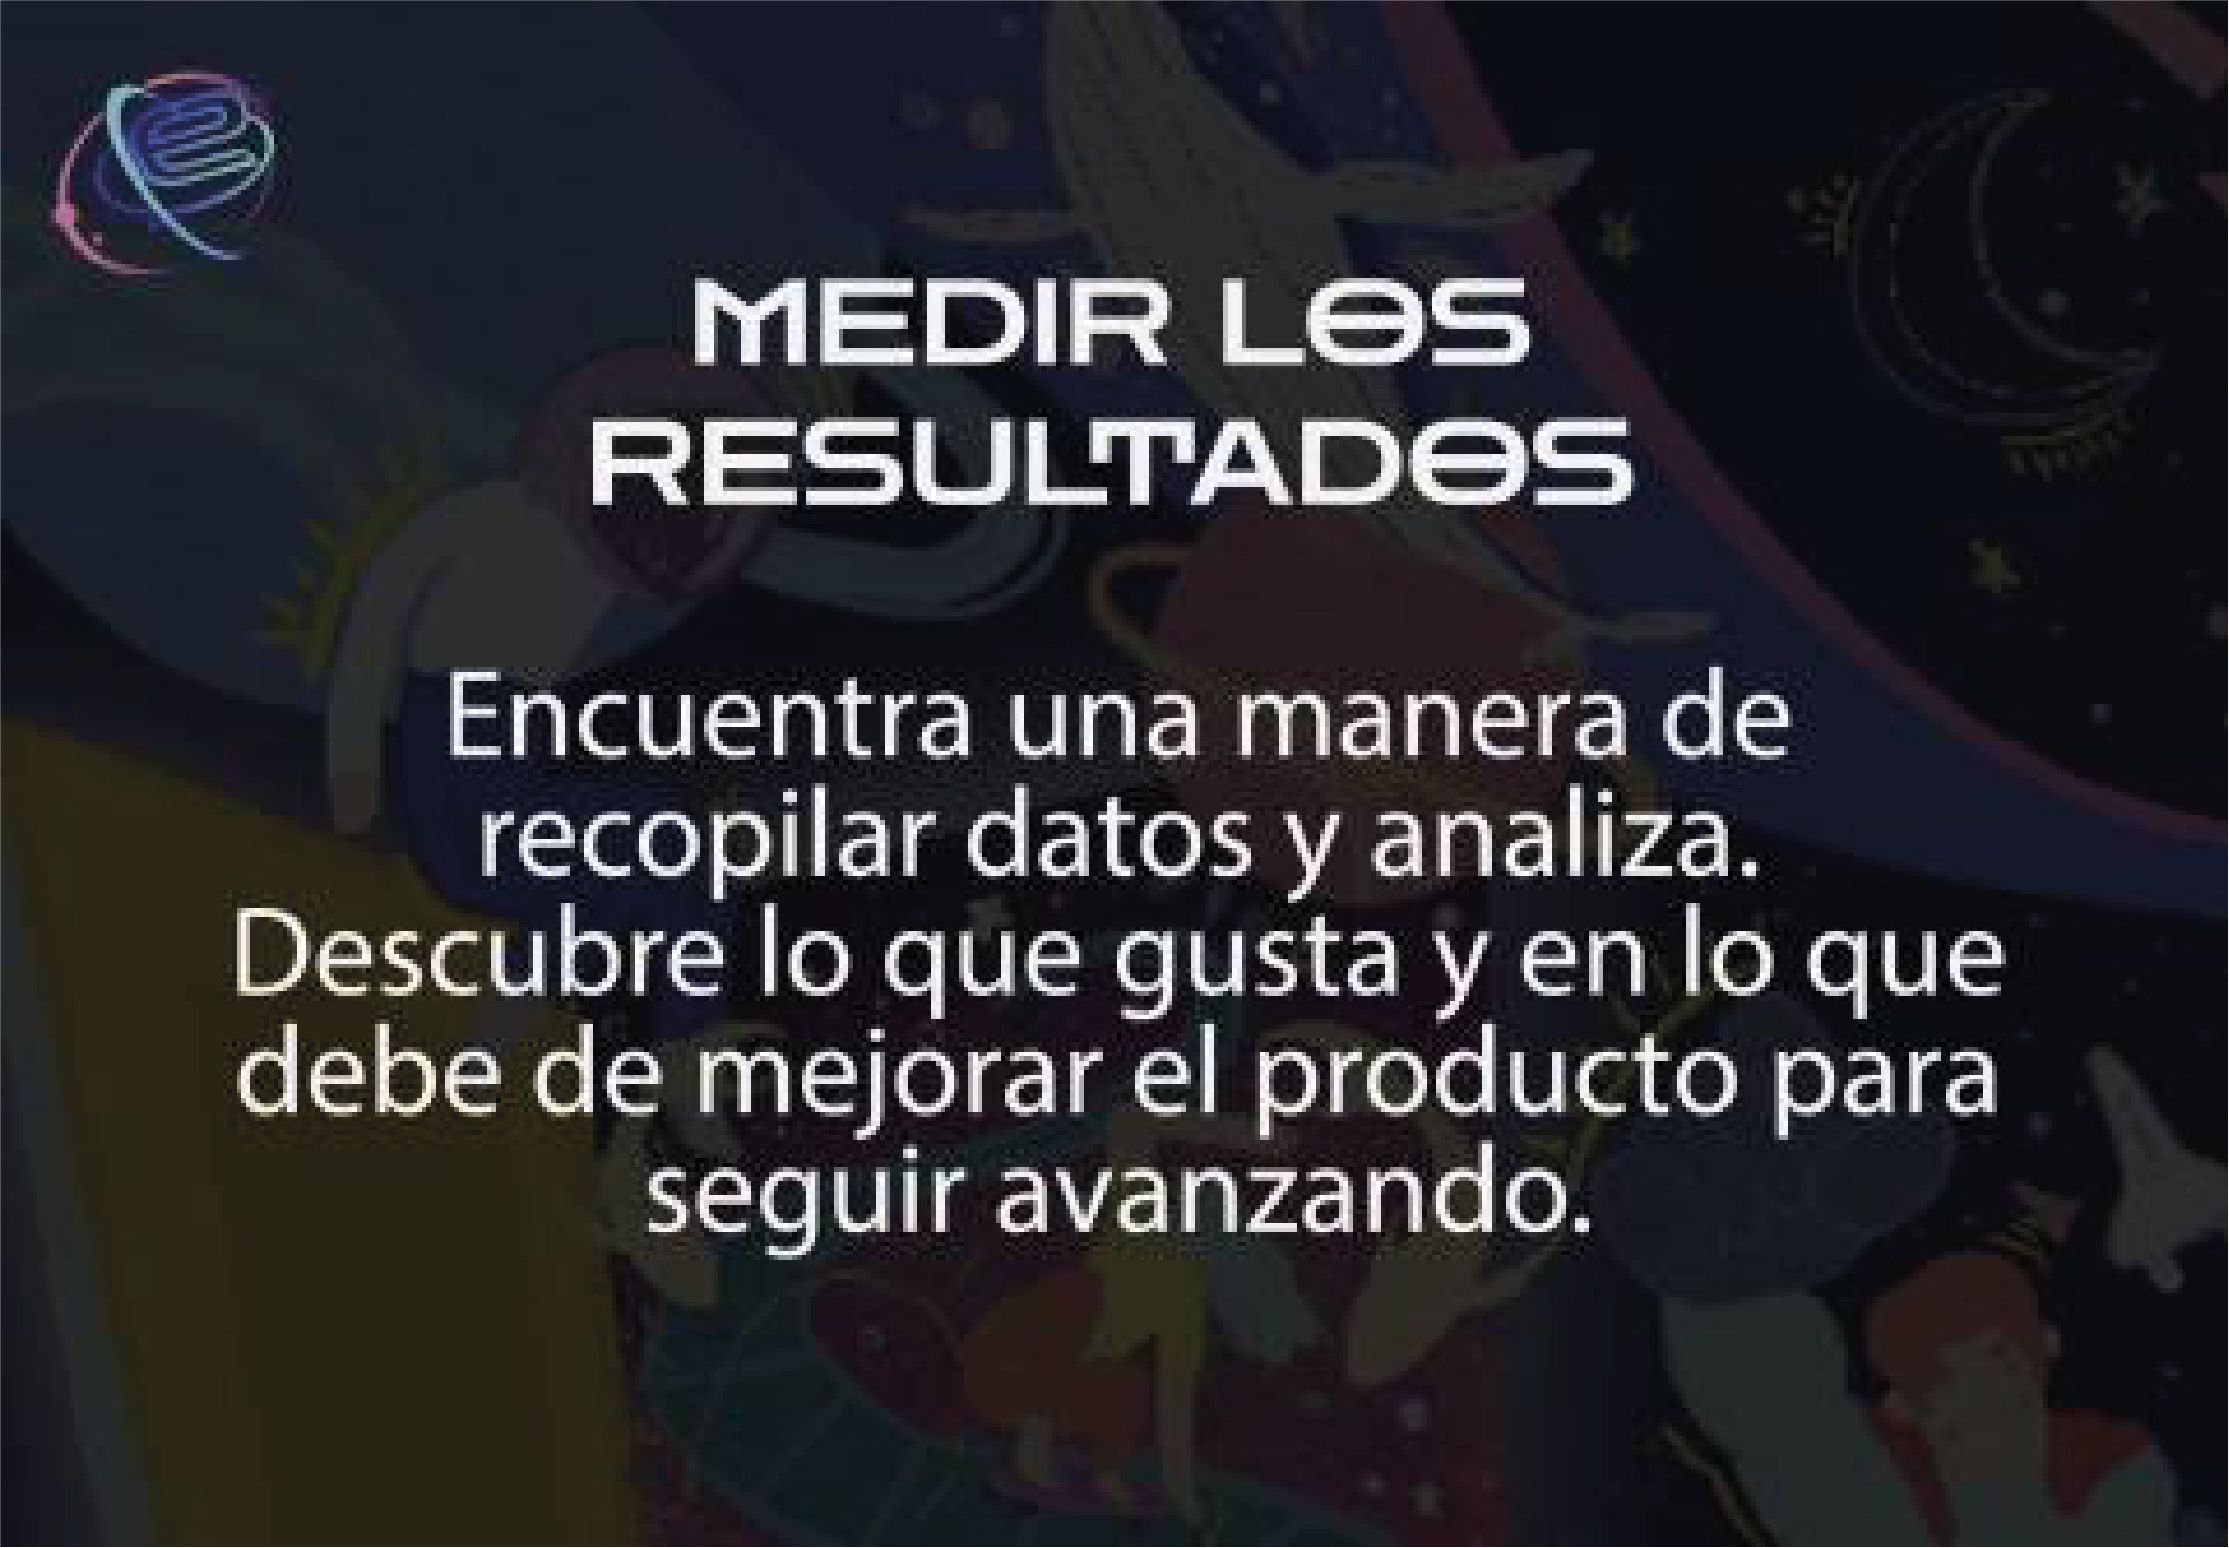 MEDIR LOS
RESULTADOS
Encuentra una manera de
recopilar datos y analiza.
Descubre lo que gusta y en lo que
debe de mejorar el producto para
seguir avanzando.